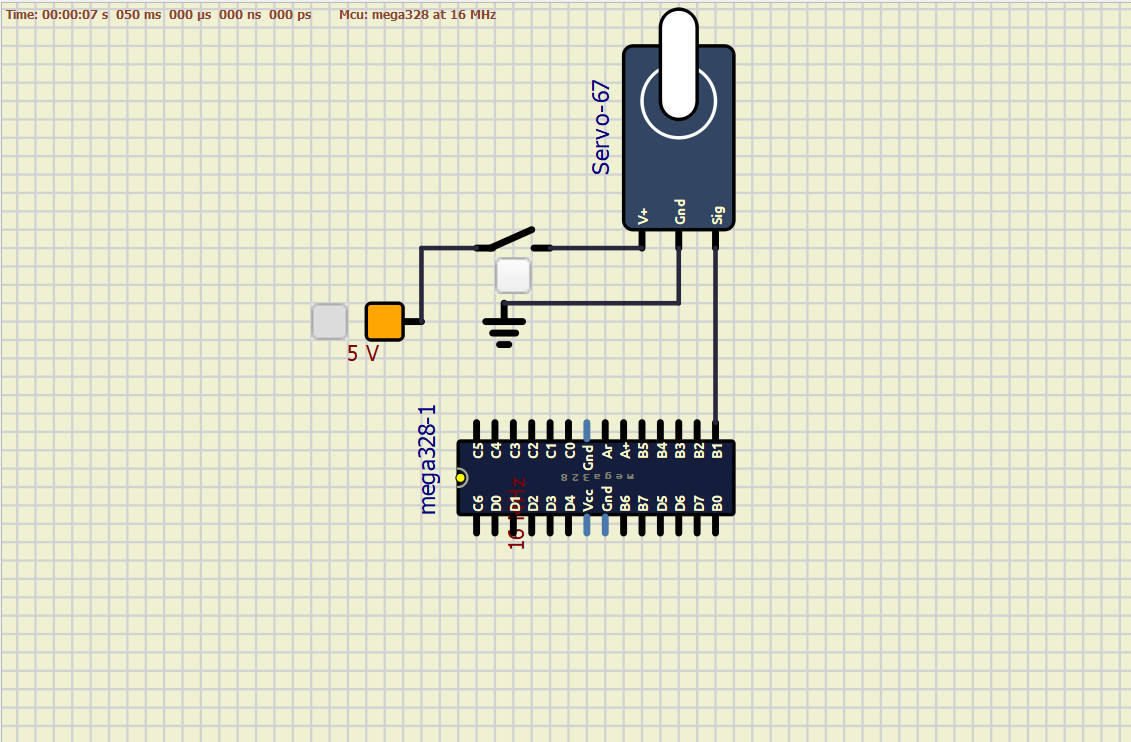 Time: 00:00:07 s 050 ms 000 µs 000 ns 000 ps Mcu: mega328 at 16 MHz
Servo-67
V+ Gnd Sig
5 V
mega328-1
C5 C4 C3 C2 C1 C0 Gnd Ar A+ B5 B4 B3 B2 B1
mega328
C6 D0 D1 D2 D3 D4 Vcc Gnd B6 B7 D5 D6 D7 B0
16 MHz